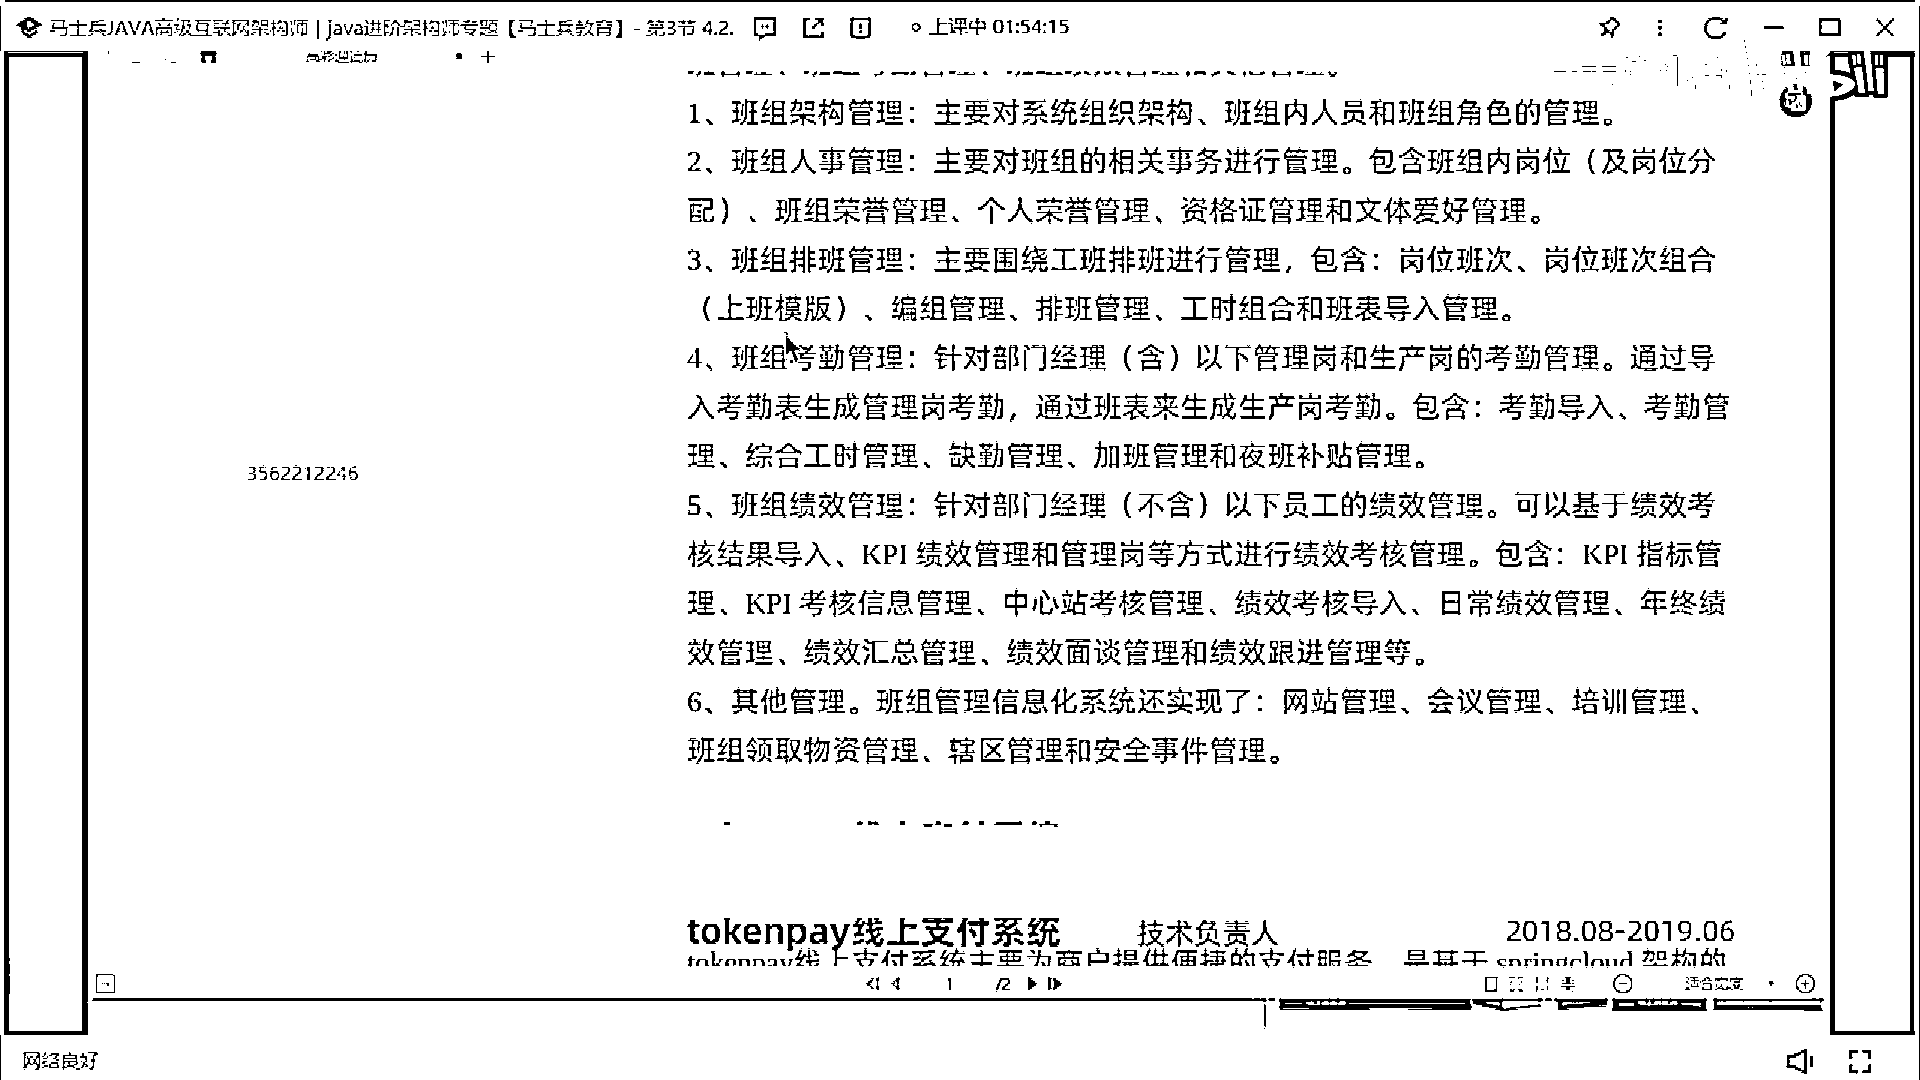 马士兵JAVA高级互联网架构师 | java进阶架构师专题【马士兵教育】 - 第3节 4.2.
上课中 01:54:15
1、班组架构管理：主要对系统组织架构、班组内人员和班组角色的管理。
2、班组人事管理：主要对班组的相关事务进行管理。包含班组内岗位（及岗位分
配）、班组荣誉管理、个人荣誉管理、资格证管理和文体爱好管理。
3、班组排班管理：主要围绕工班排班进行管理，包含：岗位班次、岗位班次组合
（上班模版）、编组管理、排班管理、工时组合和班表导入管理。
4、班组考勤管理：针对部门经理（含）以下管理岗和生产岗的考勤管理。通过导
入考勤表生成管理岗考勤，通过班表来生成生产岗考勤。包含：考勤导入、考勤管
理、综合工时管理、缺勤管理、加班管理和夜班补贴管理。
3562212246
5、班组绩效管理：针对部门经理（不含）以下员工的绩效管理。可以基于绩效考
核结果导入、KPI 绩效管理和管理岗等方式进行绩效考核管理。包含：KPI 指标管
理、KPI 考核信息管理、中心站考核管理、绩效考核导入、日常绩效管理、年终绩
效管理、绩效汇总管理、绩效面谈管理和绩效跟进管理等。
6、其他管理。班组管理信息化系统还实现了：网站管理、会议管理、培训管理、
班组领取物资管理、辖区管理和安全事件管理。
tokenpay线上支付系统 技术负责人 2018.08-2019.06
tokenpay线上支付系统主要为商户提供便捷的支付服务，是基于 springcloud 架构的
1 /2 适合宽度
网络良好